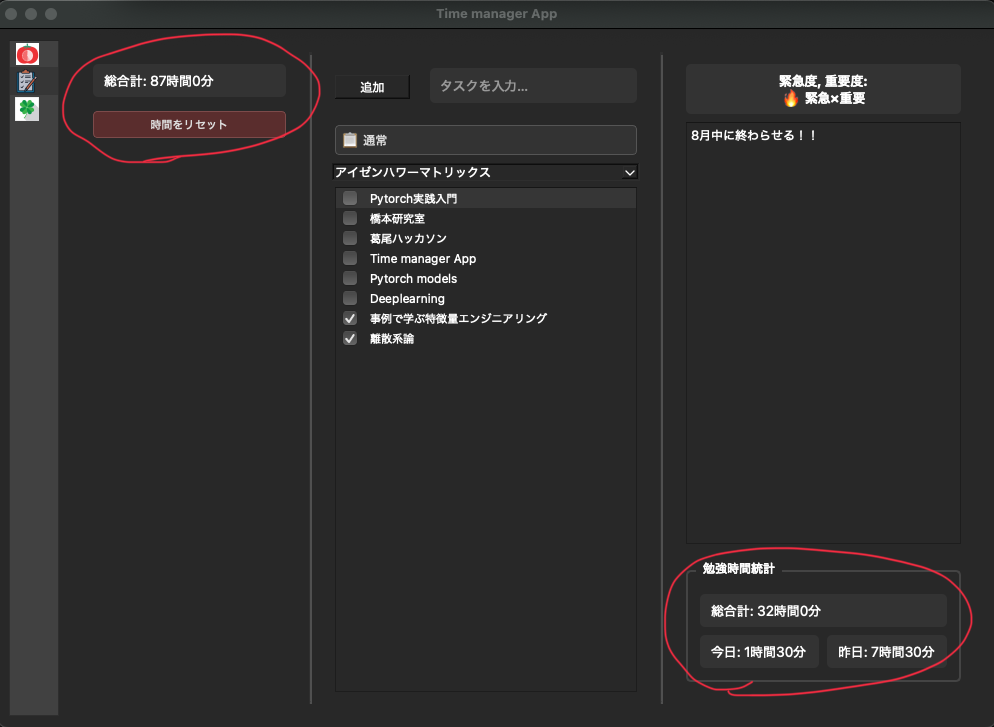 Time manager App
総合計: 87時間0分
時間をリセット
追加
タスクを入力...
通常
アイゼンハワーマトリックス
Pytorch実践入門
橋本研究室
葛尾ハッカソン
Time manager App
Pytorch models
Deeplearning
事例で学ぶ特徴量エンジニアリング
離散系論
緊急度, 重要度:
🔥 緊急×重要
8月中に終わらせる！！
勉強時間統計
総合計: 32時間0分
今日: 1時間30分
昨日: 7時間30分